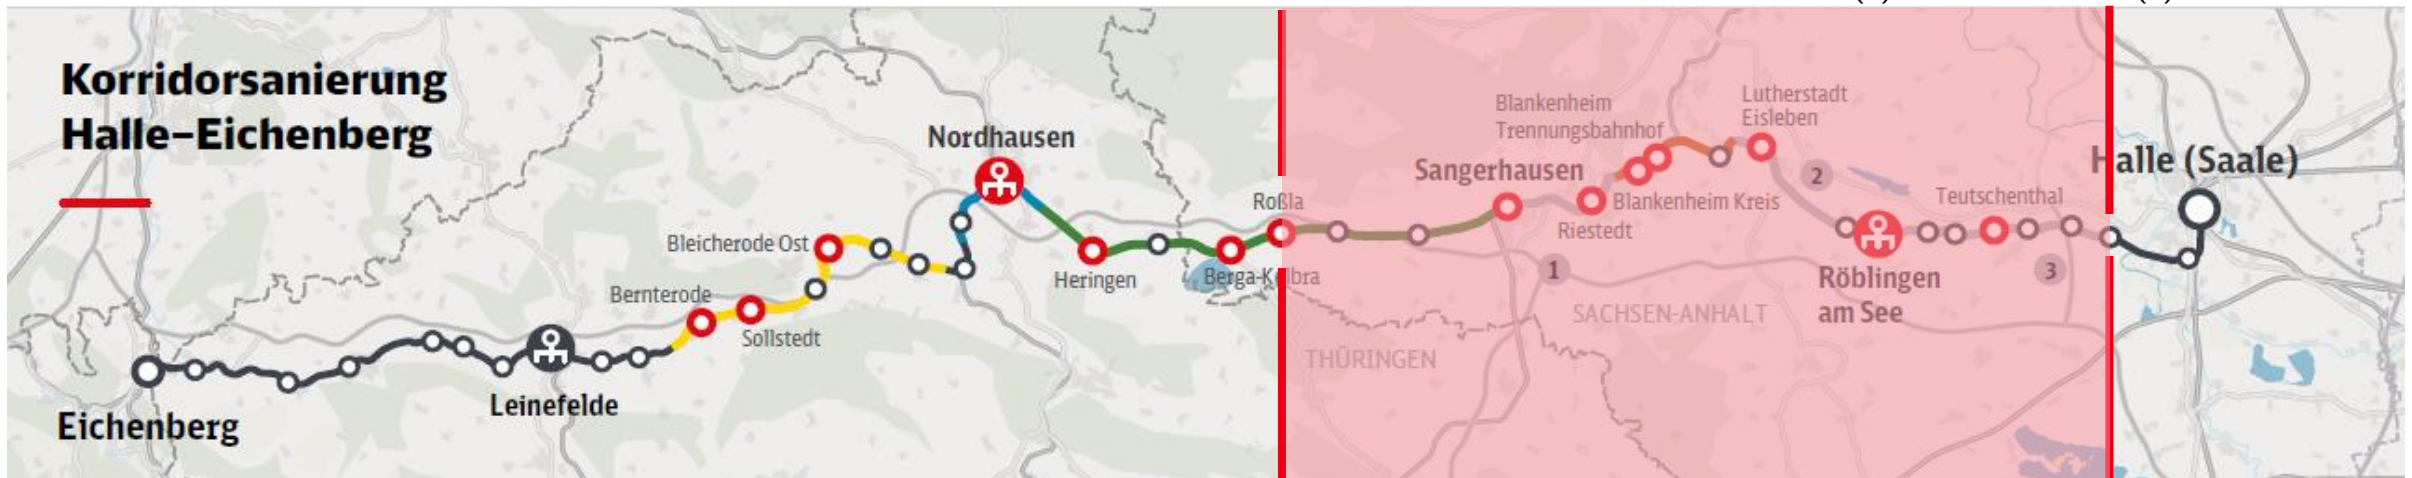 Korridorsanierung
Halle–Eichenberg
Eichenberg
Leinefelde
Bernterode
Sollstedt
Bleicherode Ost
Nordhausen
Heringen
Berga-Kelbra
Roßla
Sangerhausen
Riestedt
Blankenheim Kreis
Blankenheim
Trennungsbahnhof
Lutherstadt
Eisleben
Röblingen
am See
Teutschenthal
Halle (Saale)
1
2
3
THÜRINGEN
SACHSEN-ANHALT